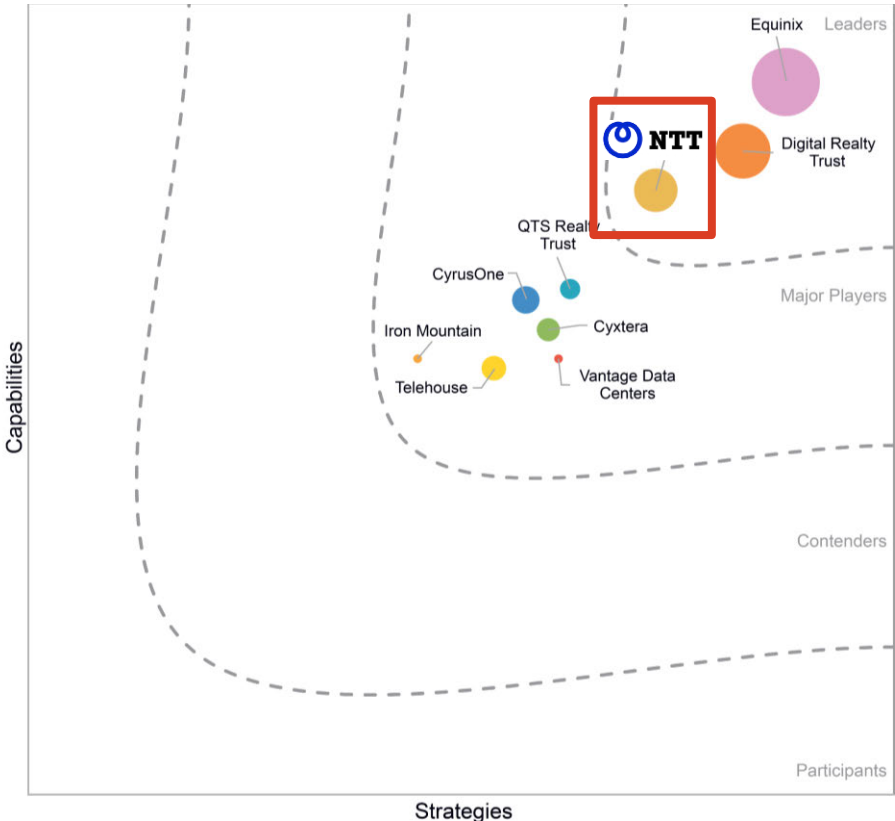 Equinix
Leaders
NTT
Digital Realty
Trust
QTS Realty
Trust
CyrusOne
Major Players
Iron Mountain
Cyxtera
Telehouse
Vantage Data
Centers
Capabilities
Contenders
Participants
Strategies